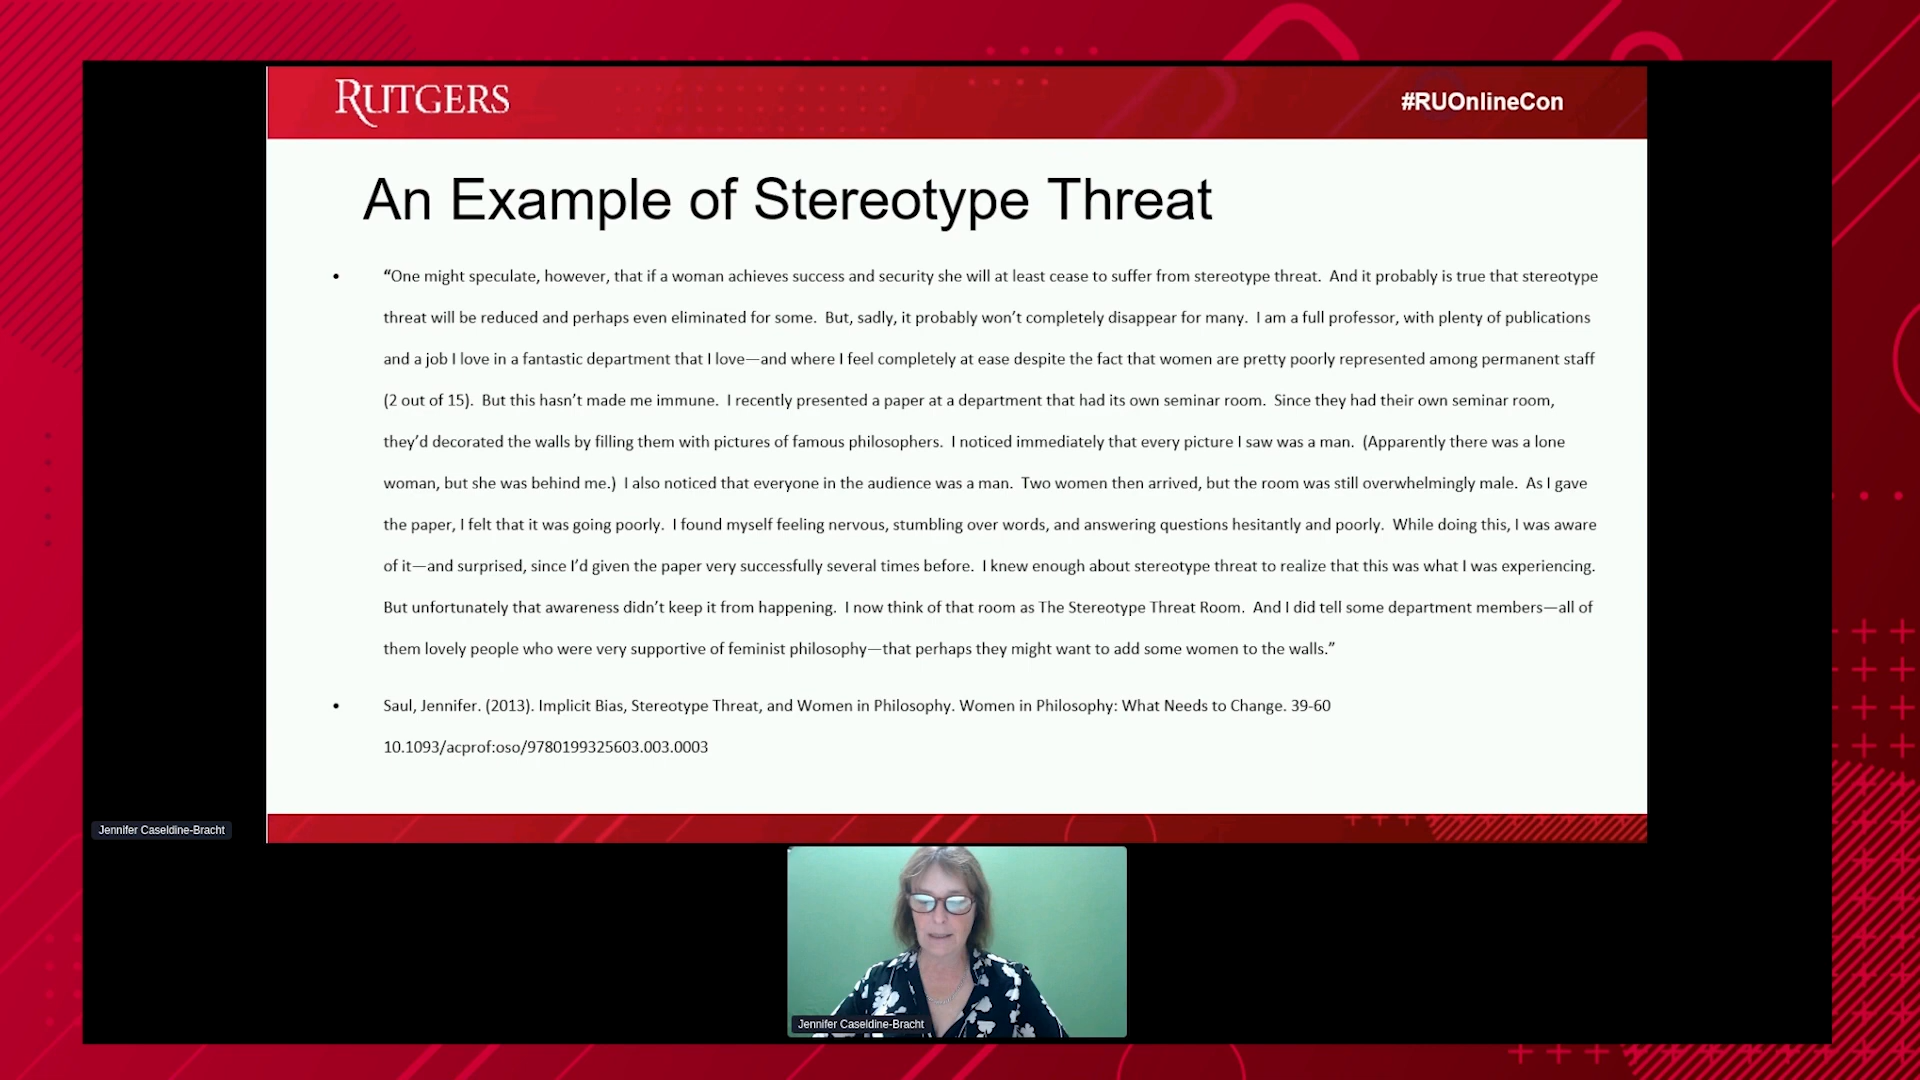 RUTGERS
#RUOnlineCon
An Example of Stereotype Threat
• “One might speculate, however, that if a woman achieves success and security she will at least cease to suffer from stereotype threat.  And it probably is true that stereotype
threat will be reduced and perhaps even eliminated for some.  But, sadly, it probably won’t completely disappear for many.  I am a full professor, with plenty of publications
and a job I love in a fantastic department that I love—and where I feel completely at ease despite the fact that women are pretty poorly represented among permanent staff
(2 out of 15).  But this hasn’t made me immune.  I recently presented a paper at a department that had its own seminar room.  Since they had their own seminar room,
they’d decorated the walls by filling them with pictures of famous philosophers.  I noticed immediately that every picture I saw was a man.  (Apparently there was a lone
woman, but she was behind me.)  I also noticed that everyone in the audience was a man.  Two women then arrived, but the room was still overwhelmingly male.  As I gave
the paper, I felt that it was going poorly.  I found myself feeling nervous, stumbling over words, and answering questions hesitantly and poorly.  While doing this, I was aware
of it—and surprised, since I’d given the paper very successfully several times before.  I knew enough about stereotype threat to realize that this was what I was experiencing.
But unfortunately that awareness didn’t keep it from happening.  I now think of that room as The Stereotype Threat Room.  And I did tell some department members—all of
them lovely people who were very supportive of feminist philosophy—that perhaps they might want to add some women to the walls.”
• Saul, Jennifer. (2013). Implicit Bias, Stereotype Threat, and Women in Philosophy. Women in Philosophy: What Needs to Change. 39-60
10.1093/acprof:oso/9780199325603.003.0003
Jennifer Caseldine-Bracht
Jennifer Caseldine-Bracht